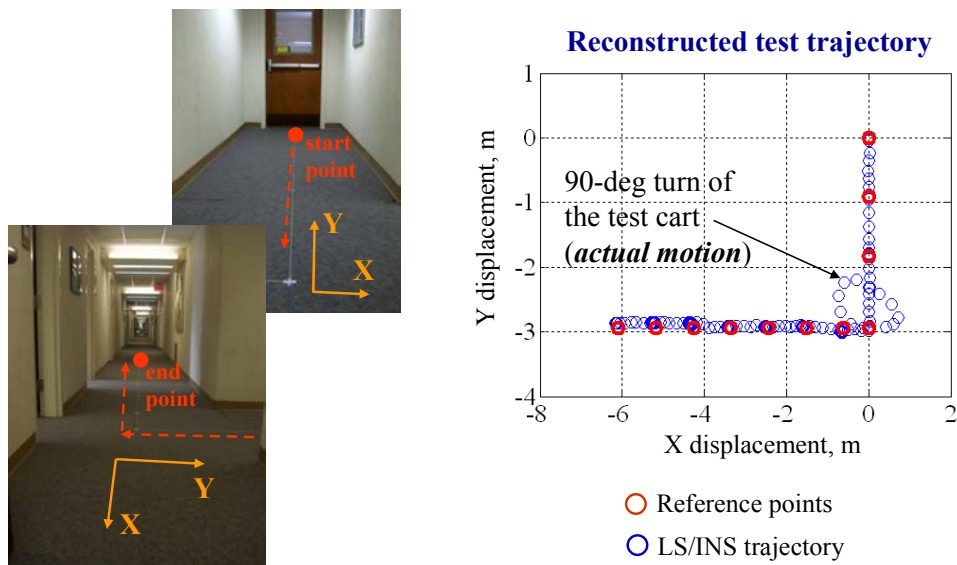 start
point
Y
X
end
point
Y
X
Reconstructed test trajectory
1
0
-1
-2
-3
-4
Y displacement, m
90-deg turn of
the test cart
(actual motion)
-8
-6
-4
-2
0
2
X displacement, m
Reference points
LS/INS trajectory